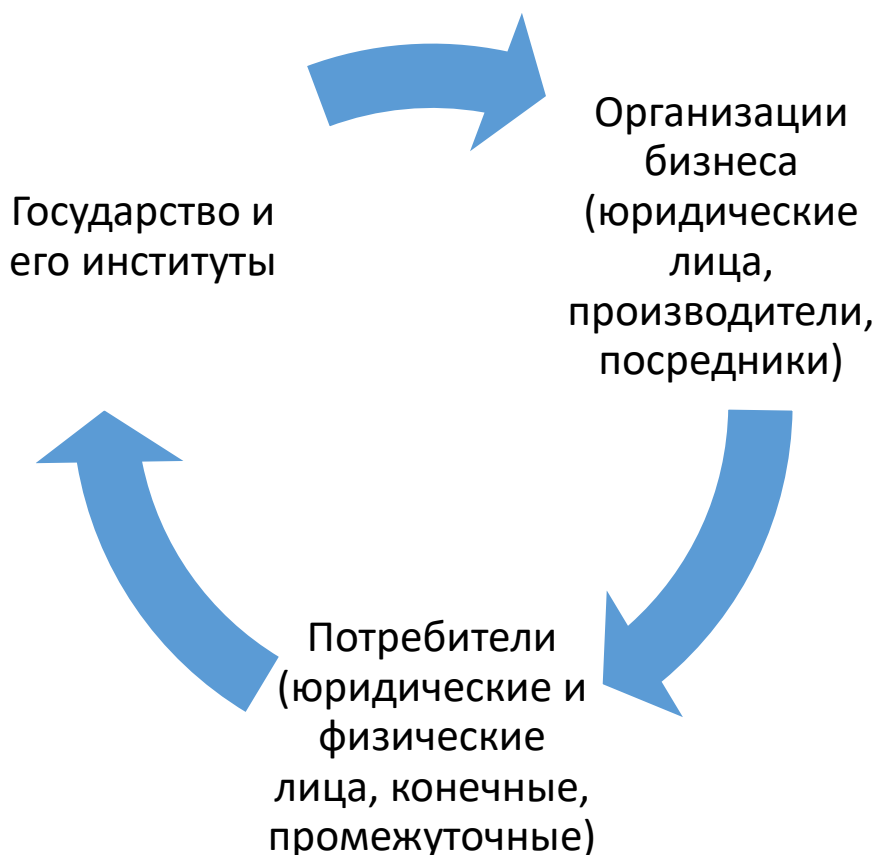 Государство и
его институты
Организации
бизнеса
(юридические
лица,
производители,
посредники)
Потребители
(юридические и
физические
лица, конечные,
промежуточные)